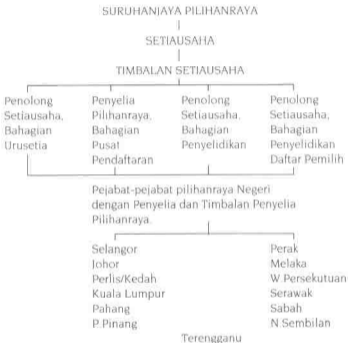 SURUHANJAYA PILIHANRAYA
SETIAUSAHA
TIMBALAN SETIAUSAHA
Penolong Setiausaha, Bahagian Urusetia
Penyelia Pilihanraya, Bahagian Pusat Pendaftaran
Penolong Setiausaha, Bahagian Penyelidikan
Penolong Setiausaha, Bahagian Penyelidikan Daftar Pemilih
Pejabat-pejabat pilihanraya Negeri
dengan Penyelia dan Timbalan Penyelia
Pilihanraya.
Selangor
Johor
Perlis/Kedah
Kuala Lumpur
Pahang
P.Pinang
Perak
Melaka
W.Persekutuan
Serawak
Sabah
N Sembilan
Terengganu